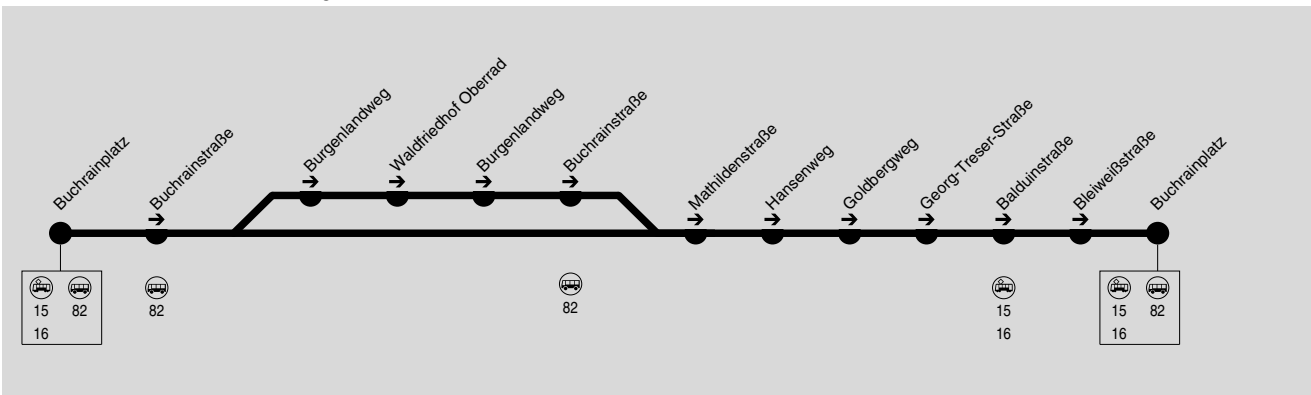 Buchrainplatz
Buchrainstraße
Burgenlandweg
Waldfriedhof Oberrad
Burgenlandweg
Buchrainstraße
Mathildenstraße
Hansenweg
Goldbergweg
Georg-Treser-Straße
Balduinstraße
Bleiweißstraße
Buchrainplatz
15 82
16
82
82
15
16
15 82
16